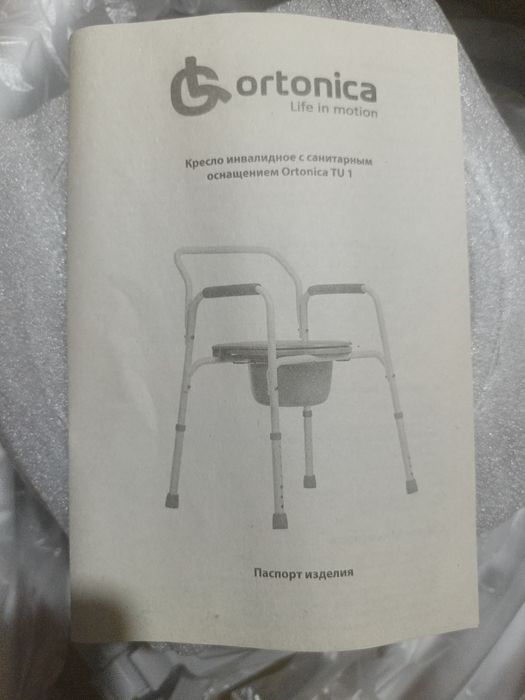 ortonica
Life in motion
Кресло инвалидное с санитарным
оснащением Ortonica TU 1
Паспорт изделия